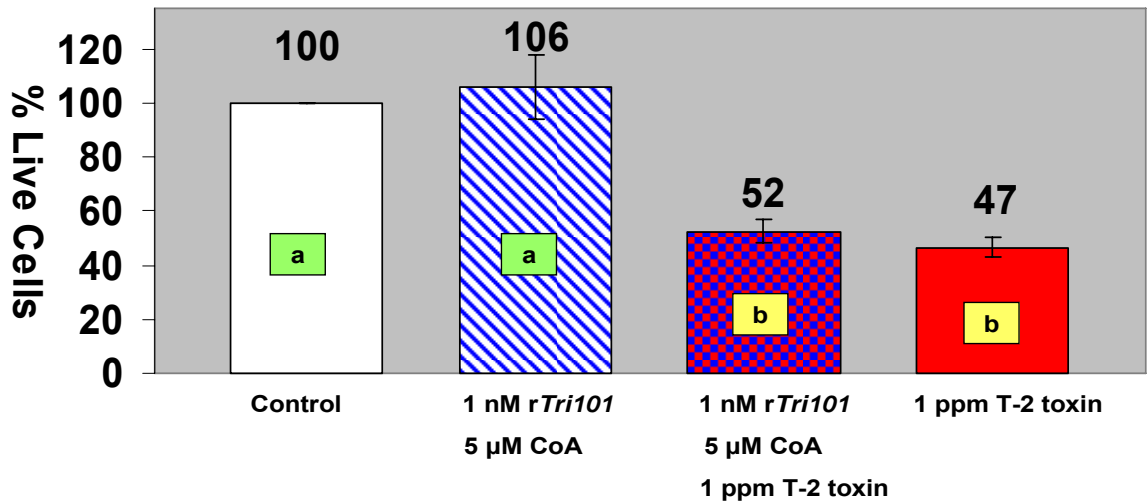 % Live Cells
120
100
80
60
40
20
0
100
106
52
47
a
a
b
b
Control
1 nM rTri101
5 µM CoA
1 nM rTri101
5 µM CoA
1 ppm T-2 toxin
1 ppm T-2 toxin